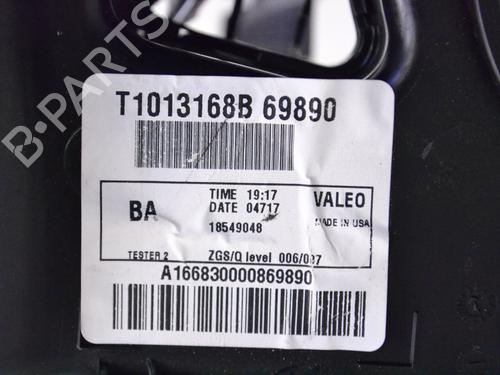 B-PARTS
T1013168B 69890
BA
TIME 19:17
DATE 04717
18549048
VALEO
MADE IN USA
TESTER 2
ZGS/Q level 006/007
A166830000869890